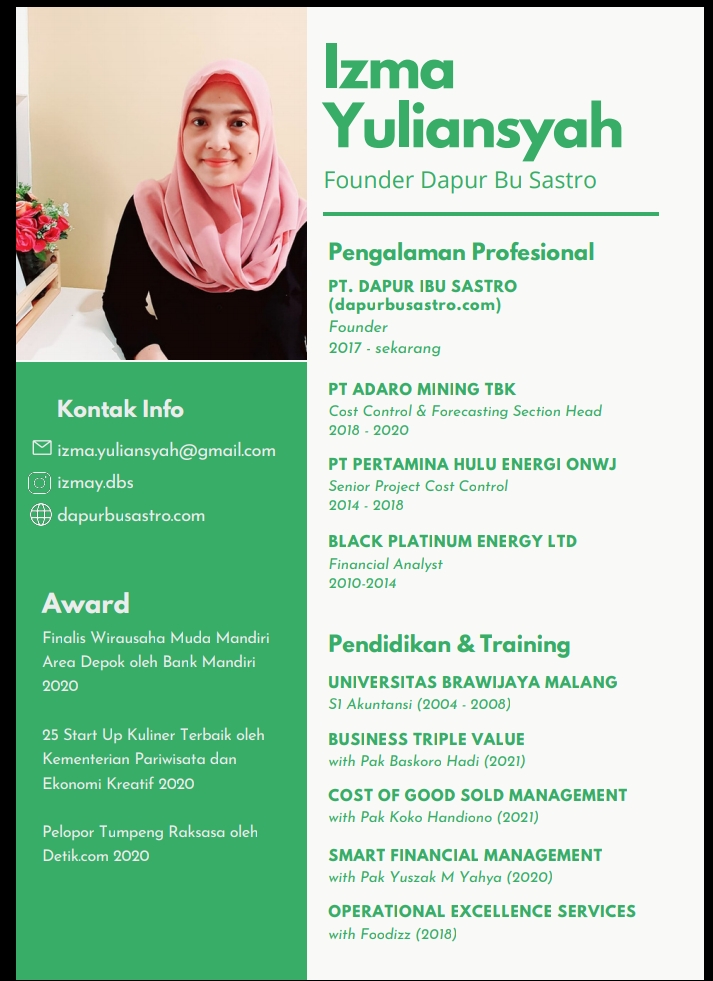 Izma
Yuliansyah
Founder Dapur Bu Sastro
Kontak Info
izma.yuliansyah@gmail.com
izmay.dbs
dapurbusastro.com
Award
Finalis Wirausaha Muda Mandiri
Area Depok oleh Bank Mandiri
2020
25 Start Up Kuliner Terbaik oleh
Kementerian Pariwisata dan
Ekonomi Kreatif 2020
Pelopor Tumpeng Raksasa oleh
Detik.com 2020
Pengalaman Profesional
PT. DAPUR IBU SASTRO
(dapurbusastro.com)
Founder
2017 - sekarang
PT ADARO MINING TBK
Cost Control & Forecasting Section Head
2018 - 2020
PT PERTAMINA HULU ENERGI ONWJ
Senior Project Cost Control
2014 - 2018
BLACK PLATINUM ENERGY LTD
Financial Analyst
2010-2014
Pendidikan & Training
UNIVERSITAS BRAWIJAYA MALANG
S1 Akuntansi (2004 - 2008)
BUSINESS TRIPLE VALUE
with Pak Baskoro Hadi (2021)
COST OF GOOD SOLD MANAGEMENT
with Pak Koko Handiono (2021)
SMART FINANCIAL MANAGEMENT
with Pak Yuszak M Yahya (2020)
OPERATIONAL EXCELLENCE SERVICES
with Foodizz (2018)